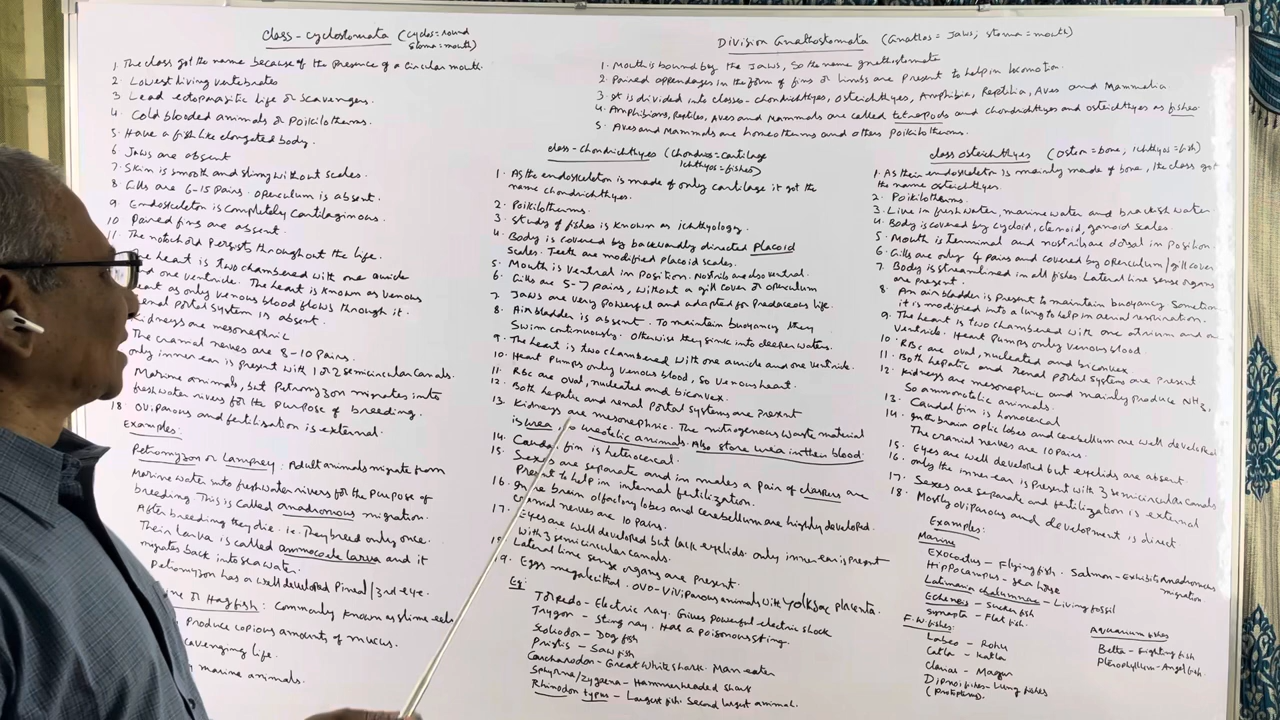 class - cyclostomata (cyclos = round
stoma = mouth)
1 The class got the name because of the presence of a circular mouth.
2 Lowest living vertebrates
3 Lead ectoparasitic life or scavengers.
4 Cold blooded animals or Poikilotherms.
5 Have a fish like elongated body.
6 Jaws are absent
7. Skin is smooth and slimy without scales.
8 Gills are 6-15 pairs. operculum is absent.
9 Endoskeleton is completely cartilaginous.
10 Paired fins are absent.
11 The notochord persists throughout the life.
heart is two chambered with one auricle
and one ventricle. The heart is known as venous
as only venous blood flows through it.
portal system is absent.
kidneys are mesonephric
The cranial nerves are 8-10 pairs.
only inner ear is present with 1 or 2 semicircular canals.
Marine animals, but Petromyzon migrates into
freshwater rivers for the purpose of breeding.
18 oviparous and fertilisation is external.
Examples:
Petromyzon or Lamprey: Adult animals migrate from
Marine water into freshwater rivers for the purpose of
breeding. This is called anadromous migration.
After breeding they die. i.e. They breed only once.
Their larva is called ammocoete larva and it
migrates back into sea water.
Petromyzon has a well developed Pineal / 3rd eye.
or Hagfish: Commonly known as slime eels
Produce copious amount of mucus.
scavenging life.
marine animals.
Division Gnathostomata (Gnathos = Jaws; stoma = mouth)
1. Mouth is bound by the Jaws, so the name gnathostomata
2. Paired appendages in the form of fins or limbs are present to help in locomotion.
3. It is divided into classes - chondrichthyes, osteichthyes, Amphibia, Reptilia, Aves and Mammalia.
4. Amphibians, Reptiles, Aves and Mammals are called tetrapods and chondrichthyes and osteichthyes as fishes
5. Aves and Mammals are homeotherms and others Poikilotherms.
class - chondrichthyes (chondros = cartilage
ichthyos = fishes)
1. As the endoskeleton is made of only cartilage it got the
name chondrichthyes.
2. Poikilotherms.
3. study of fishes is known as ichthyology.
4. Body is covered by backwardly directed placoid
scales. Teeth are modified placoid scales.
5. Mouth is ventral in position. Nostrils are also ventral.
6. Gills are 5-7 pairs, without a gill cover or operculum
7. Jaws are very powerful and adapted for Predaceous life.
8. Air bladder is absent. To maintain buoyancy they
swim continuously. otherwise they sink into deeper waters.
9. The heart is two chambered with one auricle and one ventricle.
10. Heart pumps only venous blood, so venous heart.
11. RBC are oval, nucleated and biconvex.
12. Both hepatic and renal portal systems are present
13. Kidneys are mesonephric. The nitrogenous waste material
is urea so ureotelic animals. Also store urea in their blood.
14. Caudal fin is heterocercal.
15. Sexes are separate and in males a pair of claspers are
present to help in internal fertilization.
16. In the brain olfactory lobes and cerebellum are highly developed.
cranial nerves are 10 pairs.
17. Eyes are well developed but lack eyelids. only inner ear is present
with 3 semicircular canals.
Lateral line sense organs are present.
19. Eggs megalecithal. ovo-viviparous animals with yolksac placenta.
Eg:
Torpedo - Electric ray. Gives powerful electric shock
Trygon - Sting ray. Has a poisonous sting.
Scoliodon - Dog fish
Pristis - Saw fish
Carcharodon - Great white shark. Man eater
Sphyrna/zygaena - Hammerheaded shark
Rhinodon typus - Largest fish. Second largest animal.
class osteichthyes (osteon = bone, ichthyos = fish)
1. As their endoskeleton is mainly made of bone, the class got
the name osteichthyes.
2. Poikilotherms.
3. Live in freshwater, marine water and brackish water
4. Body is covered by cycloid, ctenoid, ganoid scales.
5. Mouth is terminal and nostrils are dorsal in position.
6. Gills are only 4 pairs and covered by operculum/gill cover
7. Body is streamlined in all fishes Lateral line sense organs
are present.
8. An air bladder is present to maintain buoyancy
it is modified into a lung to help in aerial respiration.
9. The heart is two chambered with one atrium and one
ventricle. Heart pumps only venous blood.
10. RBC are oval, nucleated and biconvex.
11. Both hepatic and renal portal systems are present
12. kidneys are mesonephric and mainly produce NH3,
so ammonotelic animals.
13. Caudal fin is homocercal
14. In the brain optic lobes and cerebellum are well developed
The cranial nerves are 10 pairs.
15. Eyes are well developed but eyelids are absent
16. only the inner ear is present with 3 semicircular canals
17. Sexes are separate and fertilization is external
18. Mostly oviparous and development is direct
Examples:
Marine
Exocoetus - Flying fish. Salmon - Exhibits Anadromous
migration
Hippocampus - sea horse
Latimaria chalumnae - Living fossil
Echeneis - Sucker fish
Synapta - Flat fish.
F.W. fishes:
Labeo - Rohu
Catla - Katla
Clarias - Magur
Dipnoi fishes - Lung fishes
(Protopterus)
Aquarium fishes
Betta - Fighting fish
Pterophyllum - Angel fish.